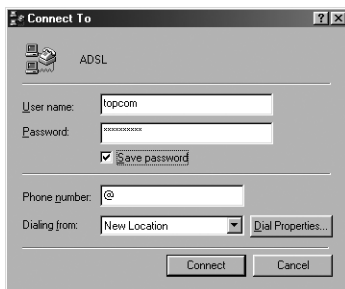 Connect To
ADSL
User name: topcom
Password: xxxxxxxxxx
Save password
Phone number: @
Dialing from: New Location Dial Properties...
Connect Cancel